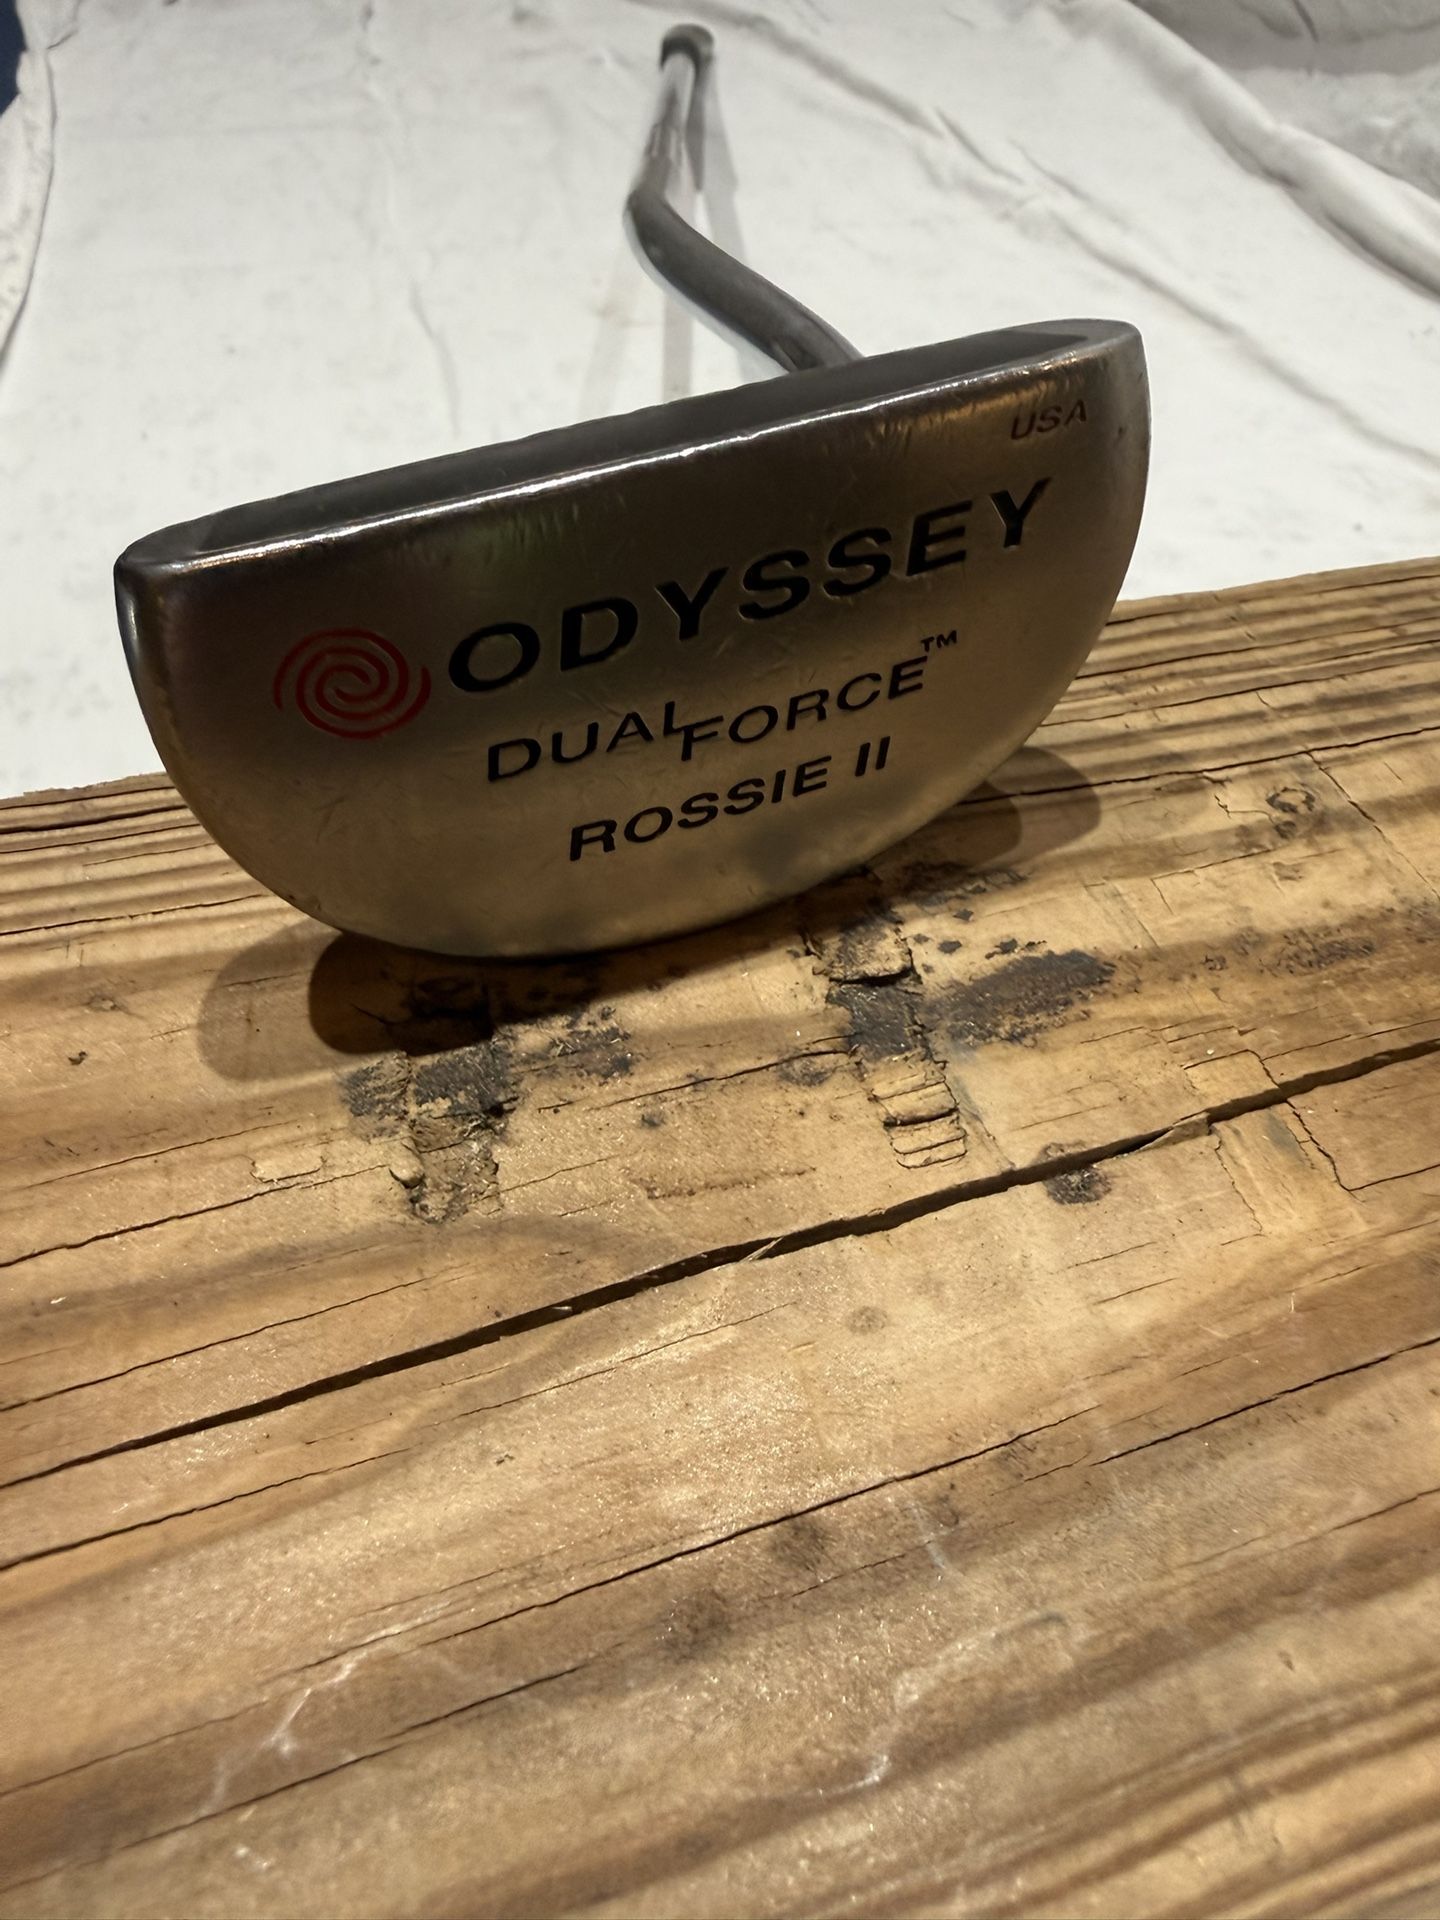 USA
ODYSSEY
DUAL FORCE™
ROSSIE II